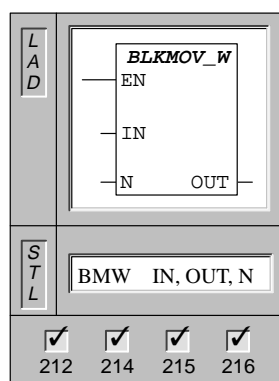 L
A
D
BLKMOV_W
EN
IN
N OUT
S
T
L
BMW IN, OUT, N
212 214 215 216